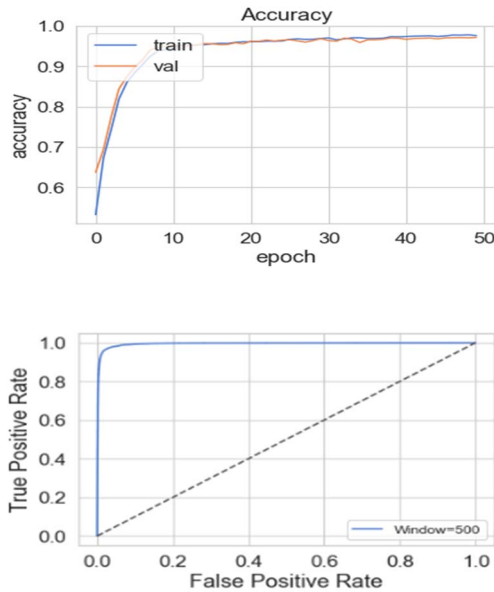 Accuracy
1.0
0.9
0.8
0.7
0.6
accuracy
train
val
0 10 20 30 40 50
epoch
1.0
0.8
0.6
0.4
0.2
0.0
True Positive Rate
Window=500
0.0 0.2 0.4 0.6 0.8 1.0
False Positive Rate